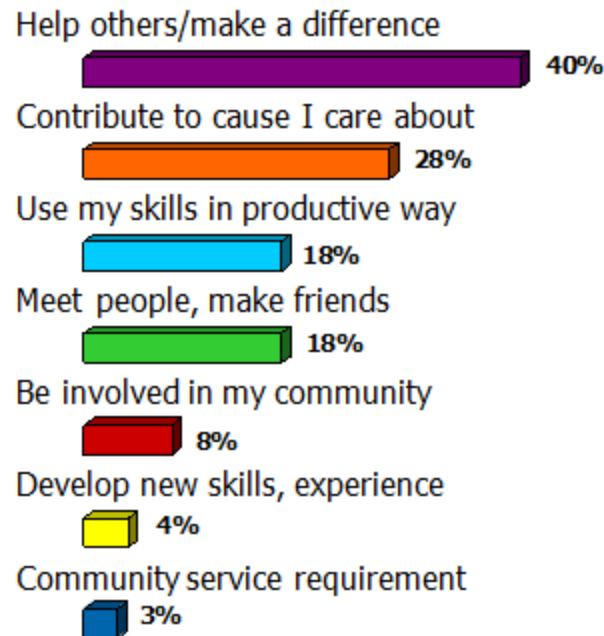 Help others/make a difference
40%
Contribute to cause I care about
28%
Use my skills in productive way
18%
Meet people, make friends
18%
Be involved in my community
8%
Develop new skills, experience
4%
Community service requirement
3%